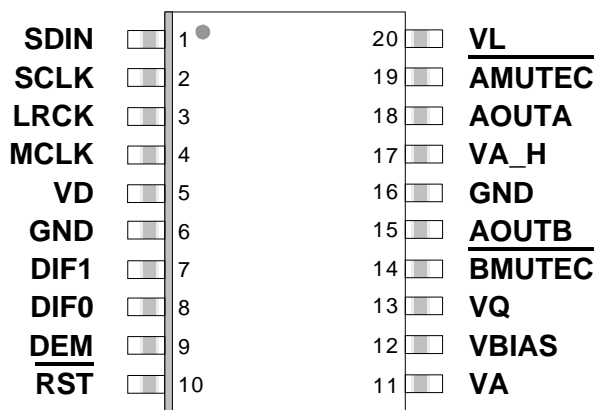 SDIN 1 20 VL
SCLK 2 19 AMUTEC
LRCK 3 18 AOUTA
MCLK 4 17 VA_H
VD 5 16 GND
GND 6 15 AOUTB
DIF1 7 14 BMUTEC
DIF0 8 13 VQ
DEM 9 12 VBIAS
RST 10 11 VA